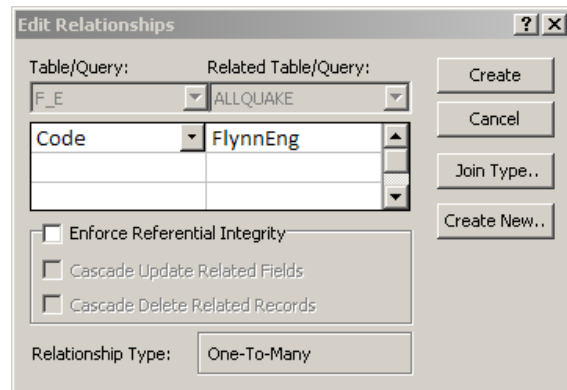 Edit Relationships
Table/Query: Related Table/Query:
F_E ALLQUAKE
Code FlynnEng
Enforce Referential Integrity
Cascade Update Related Fields
Cascade Delete Related Records
Relationship Type: One-To-Many
Create
Cancel
Join Type..
Create New..